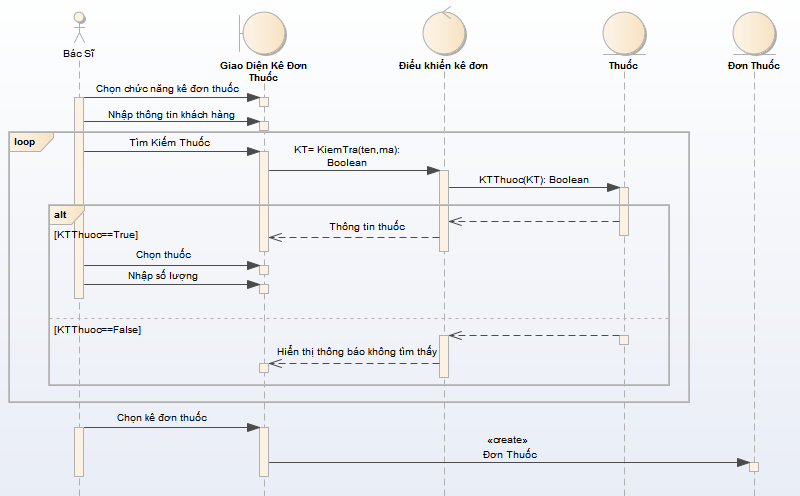 Bác Sĩ
Giao Diện Kê Đơn
Thuốc
Điều khiển kê đơn
Thuốc
Đơn Thuốc
Chọn chức năng kê đơn thuốc
Nhập thông tin khách hàng
loop
Tìm Kiếm Thuốc
KT= KiemTra(ten,ma):
Boolean
KTThuoc(KT): Boolean
alt
[KTThuoc==True]
Thông tin thuốc
Chọn thuốc
Nhập số lượng
[KTThuoc==False]
Hiển thị thông báo không tìm thấy
Chọn kê đơn thuốc
«create»
Đơn Thuốc